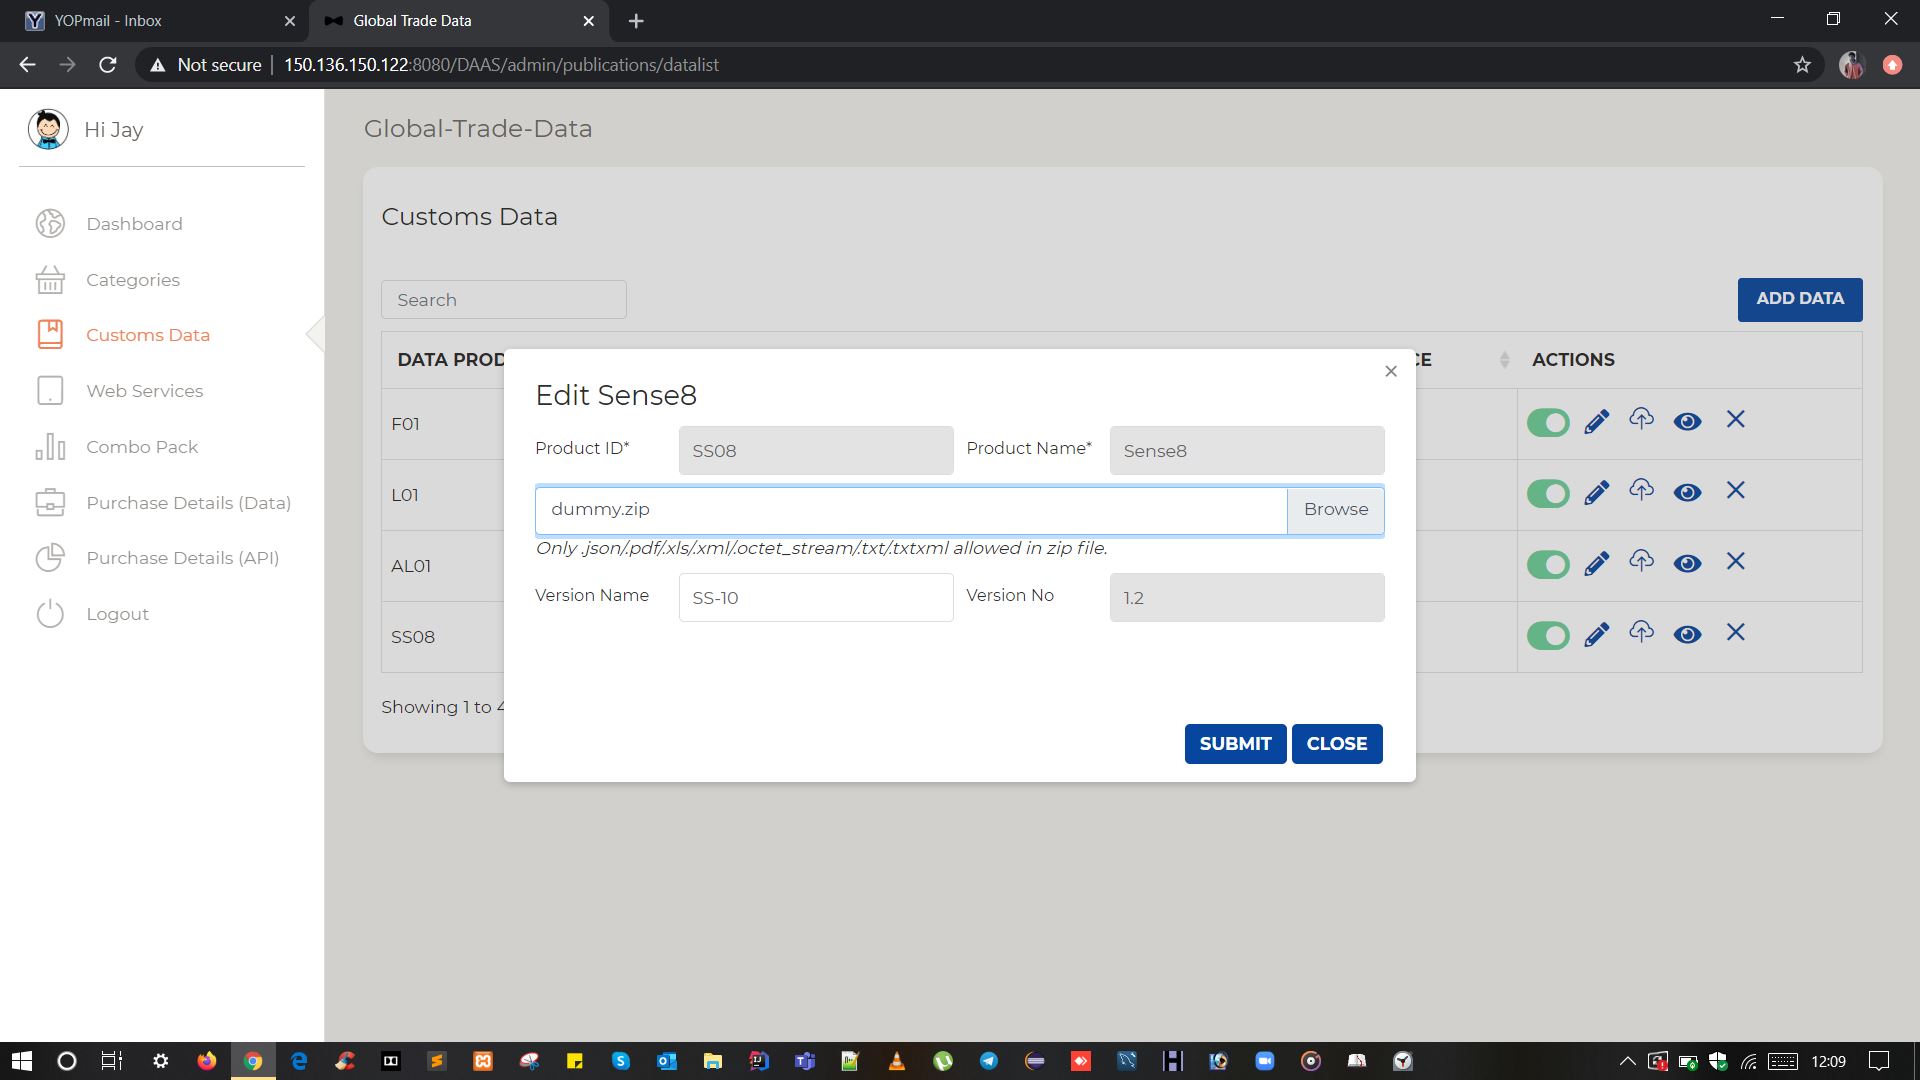 YOPmail - Inbox
Global Trade Data
Not secure | 150.136.150.122:8080/DAAS/admin/publications/datalist
Hi Jay
Dashboard
Categories
Customs Data
Web Services
Combo Pack
Purchase Details (Data)
Purchase Details (API)
Logout
Global-Trade-Data
Customs Data
Search
ADD DATA
DATA PROD
CE
ACTIONS
F01
L01
AL01
SS08
Showing 1 to 4
Edit Sense8
Product ID*
SS08
Product Name*
Sense8
dummy.zip
Browse
Only .json/.pdf/.xls/.xml/.octet_stream/.txt/.txtxml allowed in zip file.
Version Name
SS-10
Version No
1.2
SUBMIT
CLOSE
12:09